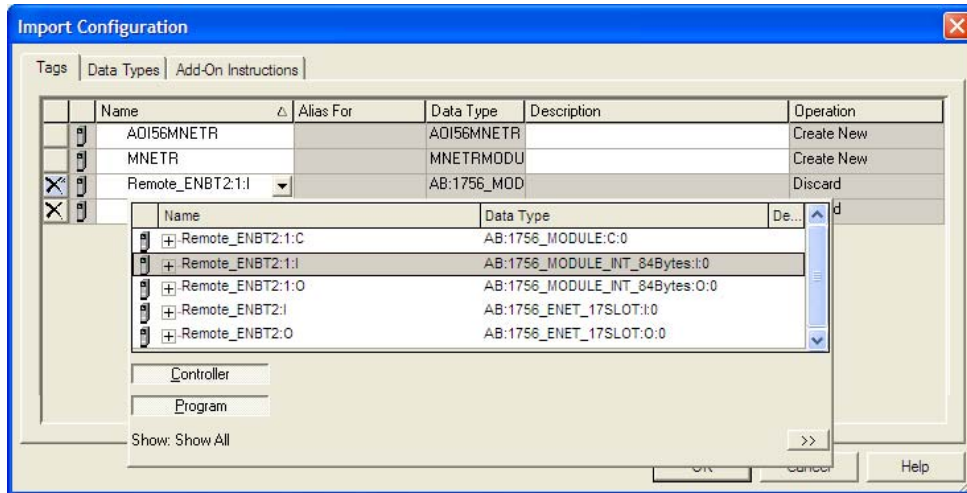 Import Configuration
Tags Data Types Add-On Instructions
Name Alias For Data Type Description Operation
AOI56MNETR AOI56MNETR Create New
MNETR MNETRMODU Create New
Remote_ENBT2:1:I AB:1756_MOD Discard
Name Data Type De...
Remote_ENBT2:1:C AB:1756_MODULE:C:0
Remote_ENBT2:1:I AB:1756_MODULE_INT_84Bytes:I:0
Remote_ENBT2:1:O AB:1756_MODULE_INT_84Bytes:O:0
Remote_ENBT2:I AB:1756_ENET_17SLOT:I:0
Remote_ENBT2:O AB:1756_ENET_17SLOT:O:0
Controller
Program
Show: Show All >>
Help